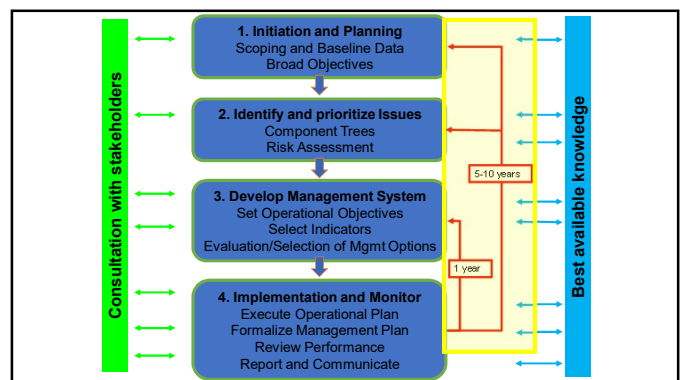 Consultation with stakeholders
1. Initiation and Planning
Scoping and Baseline Data
Broad Objectives
2. Identify and prioritize Issues
Component Trees
Risk Assessment
3. Develop Management System
Set Operational Objectives
Select Indicators
Evaluation/Selection of Mgmt Options
4. Implementation and Monitor
Execute Operational Plan
Formalize Management Plan
Review Performance
Report and Communicate
1 year
5-10 years
Best available knowledge